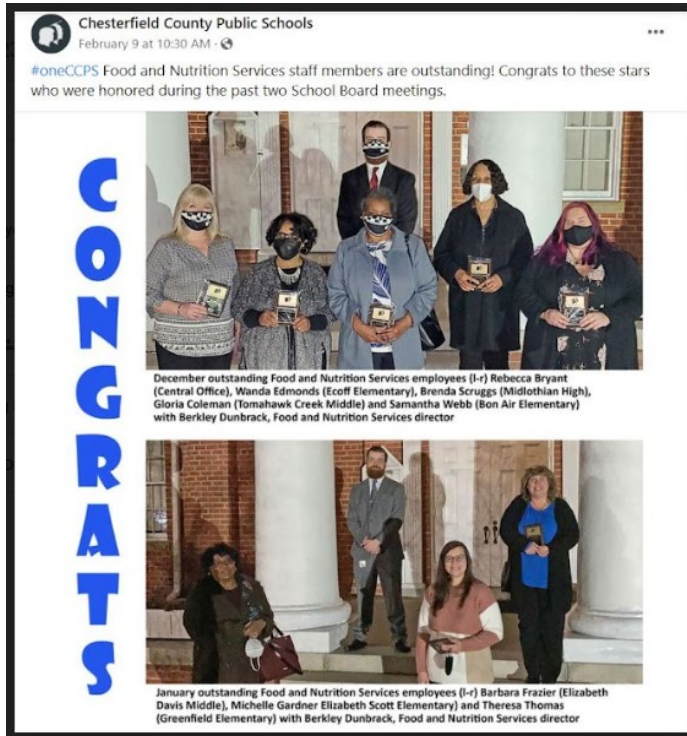 Chesterfield County Public Schools
February 9 at 10:30 AM ·
#oneCCPS Food and Nutrition Services staff members are outstanding! Congrats to these stars
who were honored during the past two School Board meetings.
CONGRATS
December outstanding Food and Nutrition Services employees (l-r) Rebecca Bryant
(Central Office), Wanda Edmonds (Ecoff Elementary), Brenda Scruggs (Midlothian High),
Gloria Coleman (Tomahawk Creek Middle) and Samantha Webb (Bon Air Elementary)
with Berkley Dunbrack, Food and Nutrition Services director
January outstanding Food and Nutrition Services employees (l-r) Barbara Frazier (Elizabeth
Davis Middle), Michelle Gardner Elizabeth Scott Elementary) and Theresa Thomas
(Greenfield Elementary) with Berkley Dunbrack, Food and Nutrition Services director